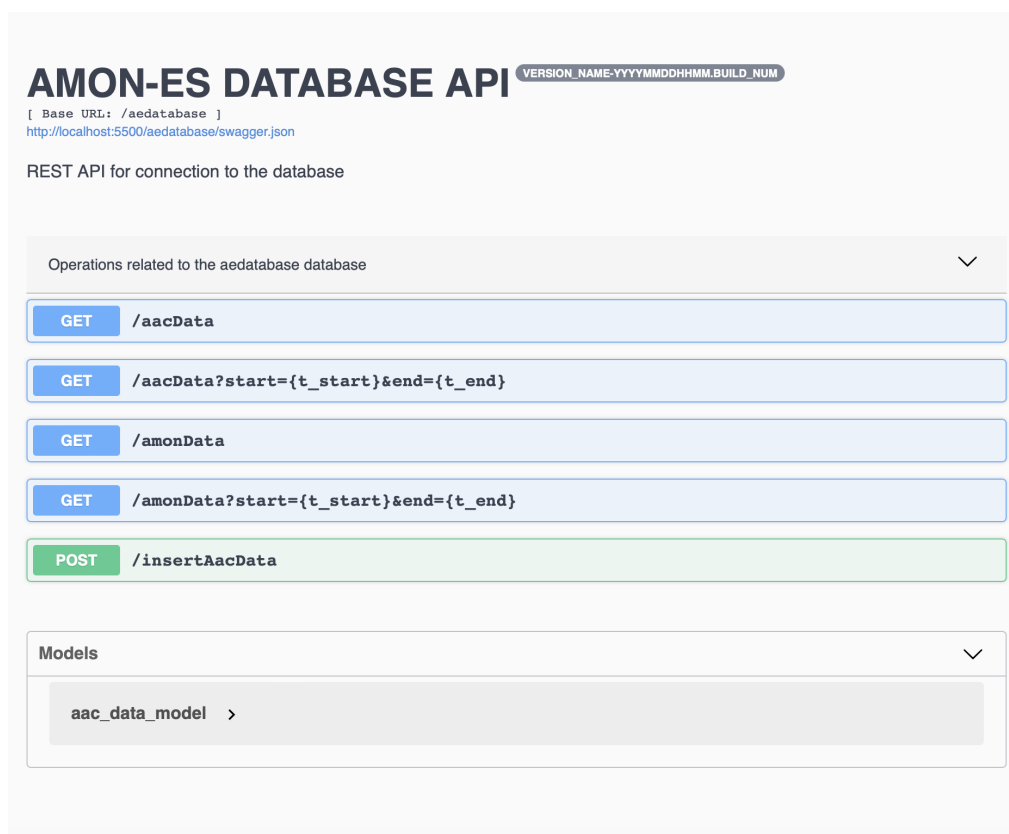 AMON-ES DATABASE API VERSION_NAME-YYYYMMDDHHMM.BUILD_NUM
[ Base URL: /aedatabase ]
http://localhost:5500/aedatabase/swagger.json
REST API for connection to the database
Operations related to the aedatabase database
GET /aacData
GET /aacData?start={t_start}&end={t_end}
GET /amonData
GET /amonData?start={t_start}&end={t_end}
POST /insertAacData
Models
aac_data_model